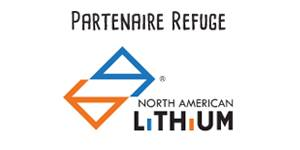 PARTENAIRE REFUGE
®
NORTH AMERICAN
LiTHiUM